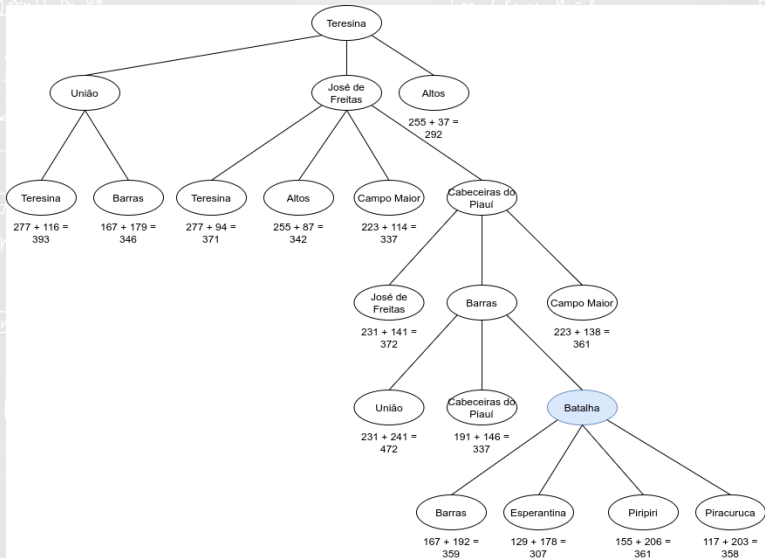 Teresina
União
José de
Freitas
Altos
255 + 37 =
292
Teresina
Barras
Teresina
Altos
Campo Maior
Cabeceiras do
Piauí
277 + 116 =
393
167 + 179 =
346
277 + 94 =
371
255 + 87 =
342
223 + 114 =
337
José de
Freitas
Barras
Campo Maior
231 + 141 =
372
223 + 138 =
361
União
Cabeceiras do
Piauí
Batalha
231 + 241 =
472
191 + 146 =
337
Barras
Esperantina
Piripiri
Piracuruca
167 + 192 =
359
129 + 178 =
307
155 + 206 =
361
117 + 203 =
358